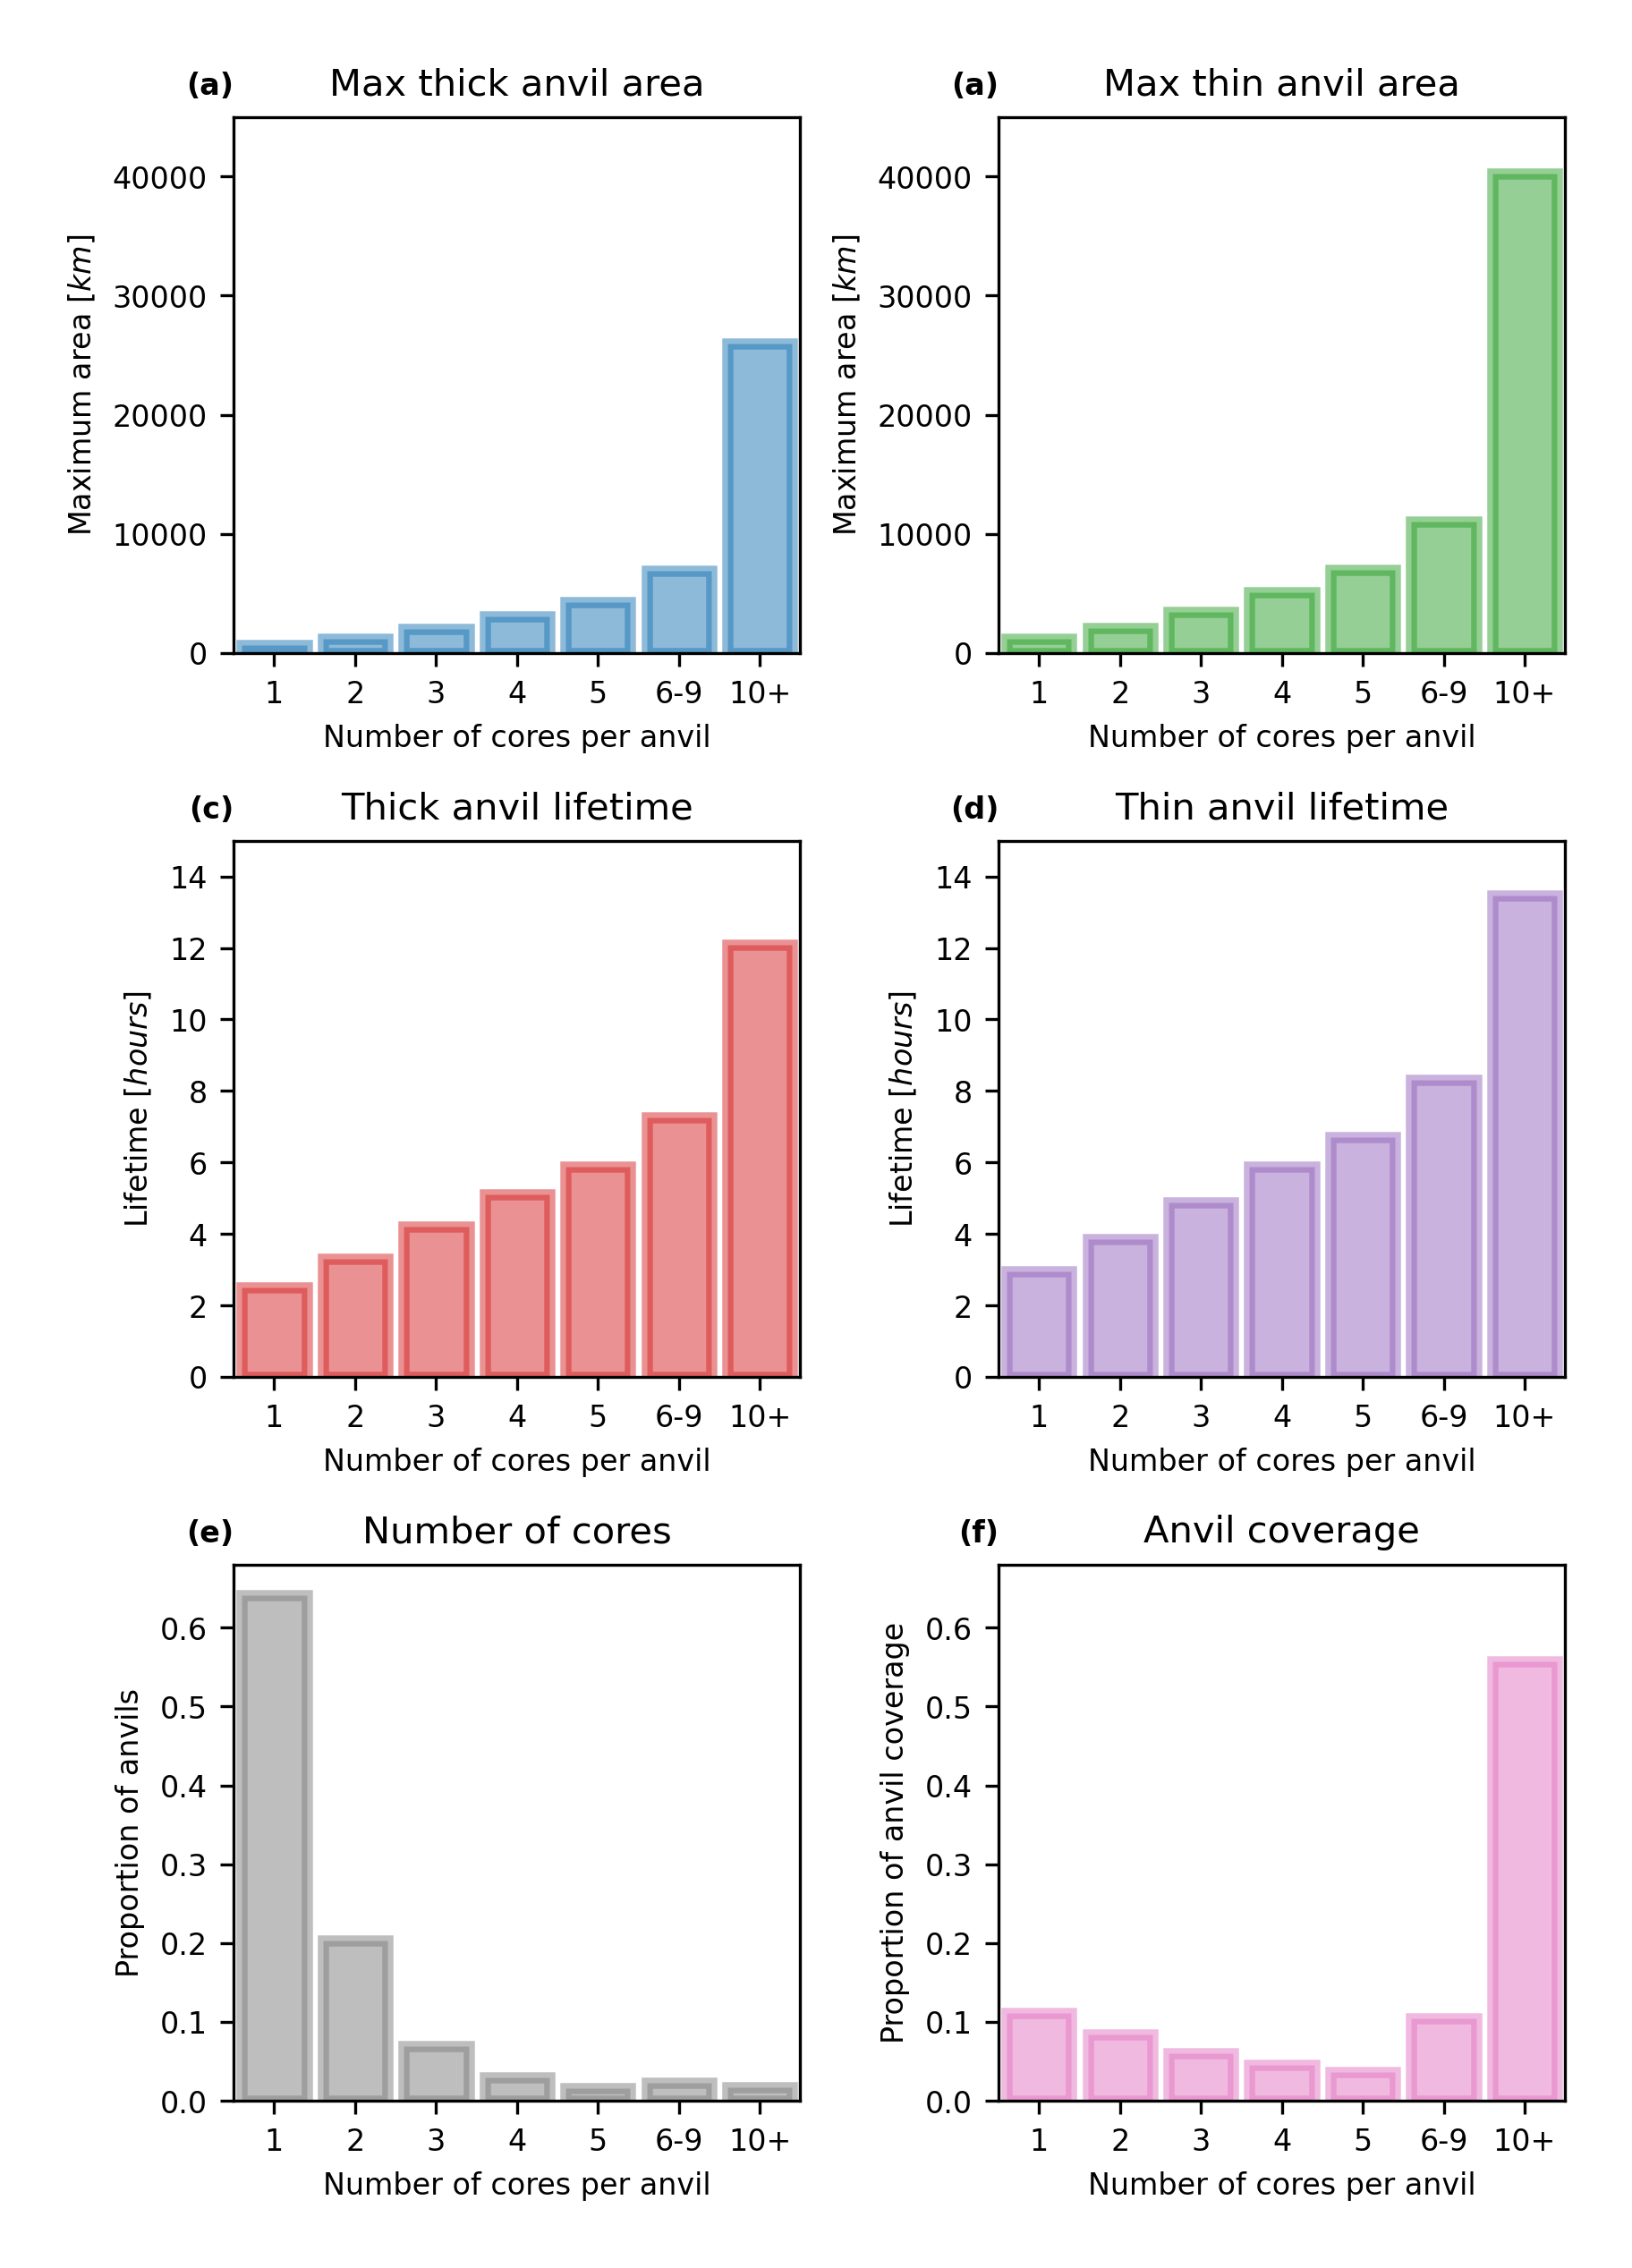 (a) Max thick anvil area
Maximum area [km]
40000
30000
20000
10000
0
1 2 3 4 5 6-9 10+
Number of cores per anvil
(a) Max thin anvil area
Maximum area [km]
40000
30000
20000
10000
0
1 2 3 4 5 6-9 10+
Number of cores per anvil
(c) Thick anvil lifetime
Lifetime [hours]
14
12
10
8
6
4
2
0
1 2 3 4 5 6-9 10+
Number of cores per anvil
(d) Thin anvil lifetime
Lifetime [hours]
14
12
10
8
6
4
2
0
1 2 3 4 5 6-9 10+
Number of cores per anvil
(e) Number of cores
Proportion of anvils
0.6
0.5
0.4
0.3
0.2
0.1
0.0
1 2 3 4 5 6-9 10+
Number of cores per anvil
(f) Anvil coverage
Proportion of anvil coverage
0.6
0.5
0.4
0.3
0.2
0.1
0.0
1 2 3 4 5 6-9 10+
Number of cores per anvil